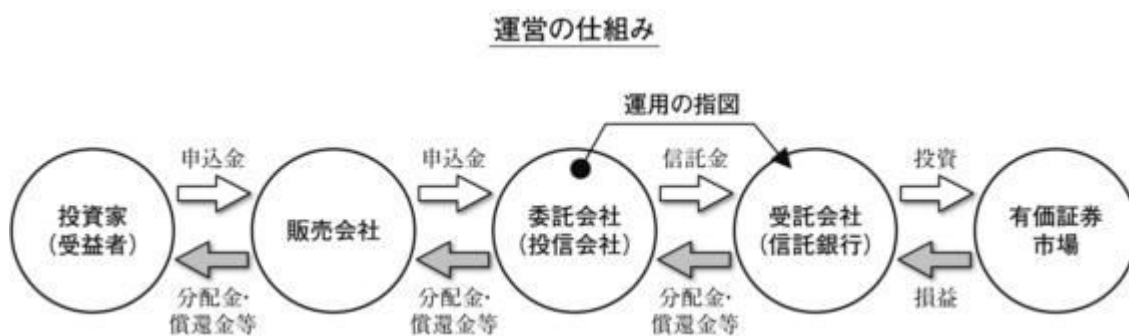 運営の仕組み
運用の指図
申込金
申込金
信託金
投資
投資家
(受益者)
販売会社
委託会社
(投信会社)
受託会社
(信託銀行)
有価証券
市場
分配金・
償還金等
分配金・
償還金等
分配金・
償還金等
損益